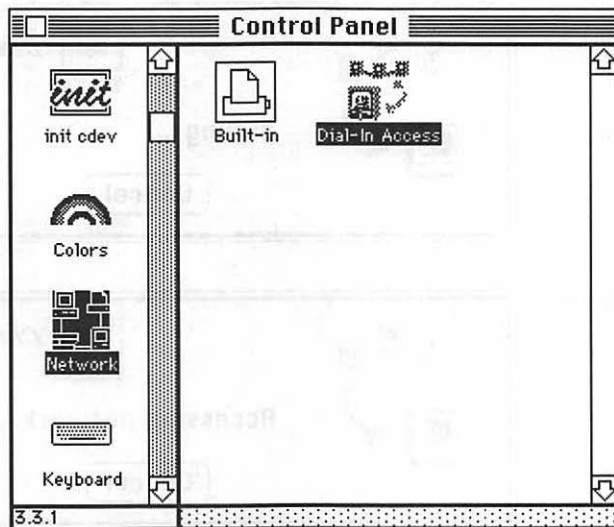 Control Panel
init
init cdev
Colors
Network
Keyboard
3.3.1
Built-in
Dial-In Access